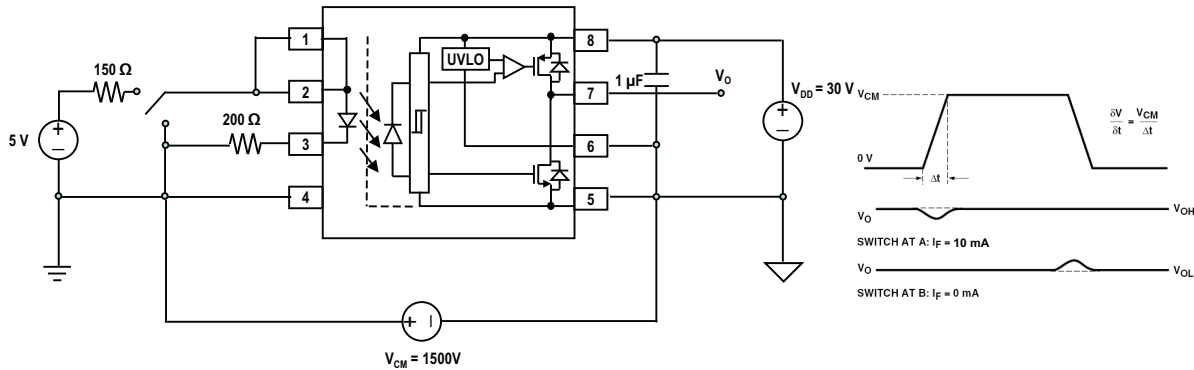 1
2
3
4
5 V
150 Ω
200 Ω
UVLO
8
7
6
5
1 µF
VO
VDD = 30 V
VCM = 1500V
VCM
0 V
Δt
δV
δt
=
VCM
Δt
VO
VOH
SWITCH AT A: IF = 10 mA
VO
VOL
SWITCH AT B: IF = 0 mA